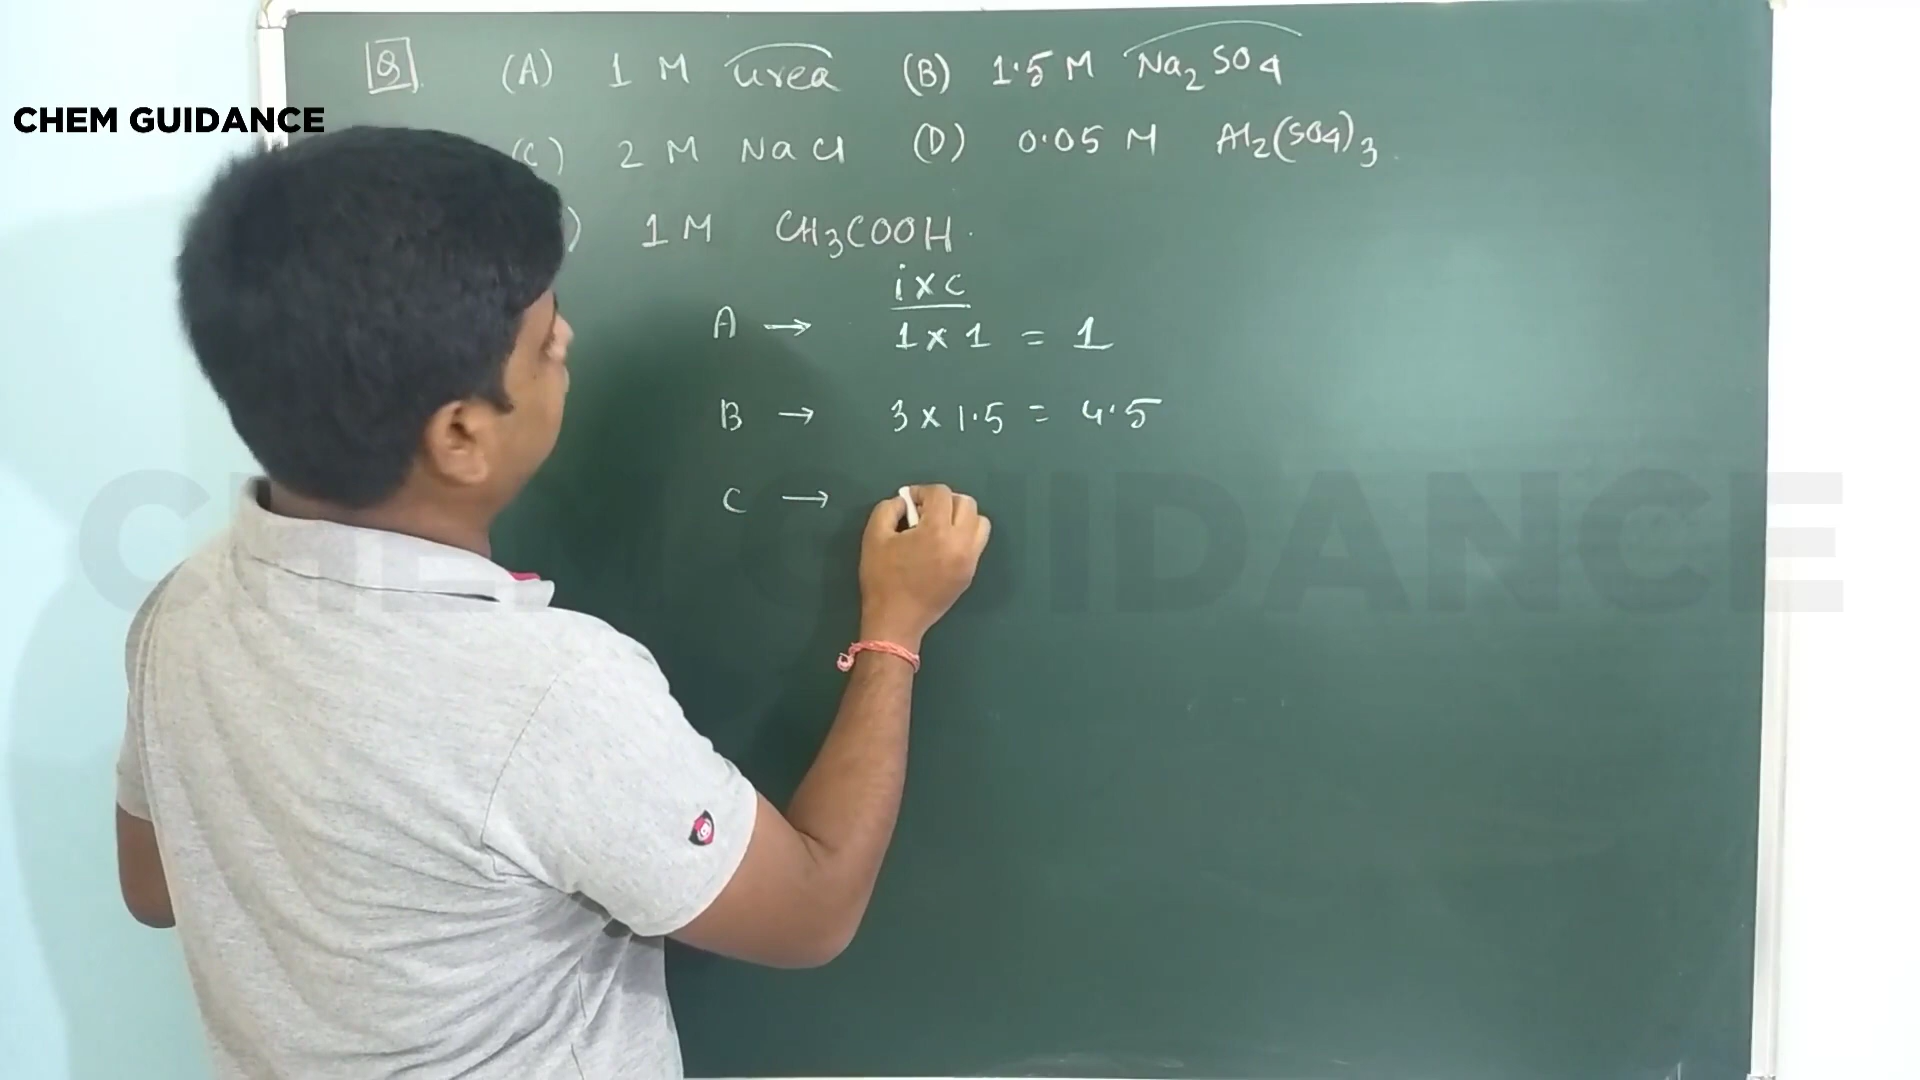 Q. (A) 1 M urea (B) 1.5 M Na₂SO₄
CHEM GUIDANCE
(C) 2 M NaCl (D) 0.05 M Al₂(SO₄)₃.
) 1 M CH₃COOH.
i×c
A → 1×1 = 1
B → 3×1.5 = 4.5
C →
CHEM GUIDANCE